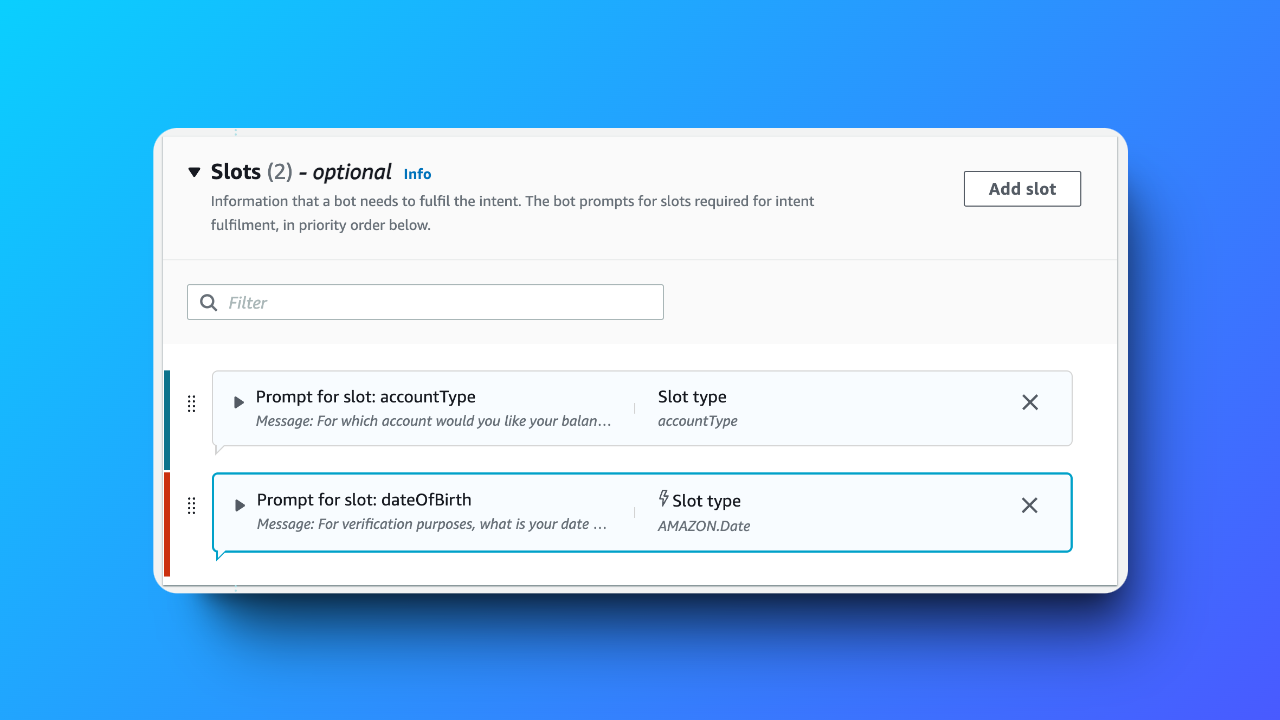 Slots (2) - optional Info
Information that a bot needs to fulfil the intent. The bot prompts for slots required for intent
fulfilment, in priority order below.
Add slot
Filter
Prompt for slot: accountType
Message: For which account would you like your balan...
Slot type
accountType
Prompt for slot: dateOfBirth
Message: For verification purposes, what is your date ...
Slot type
AMAZON.Date